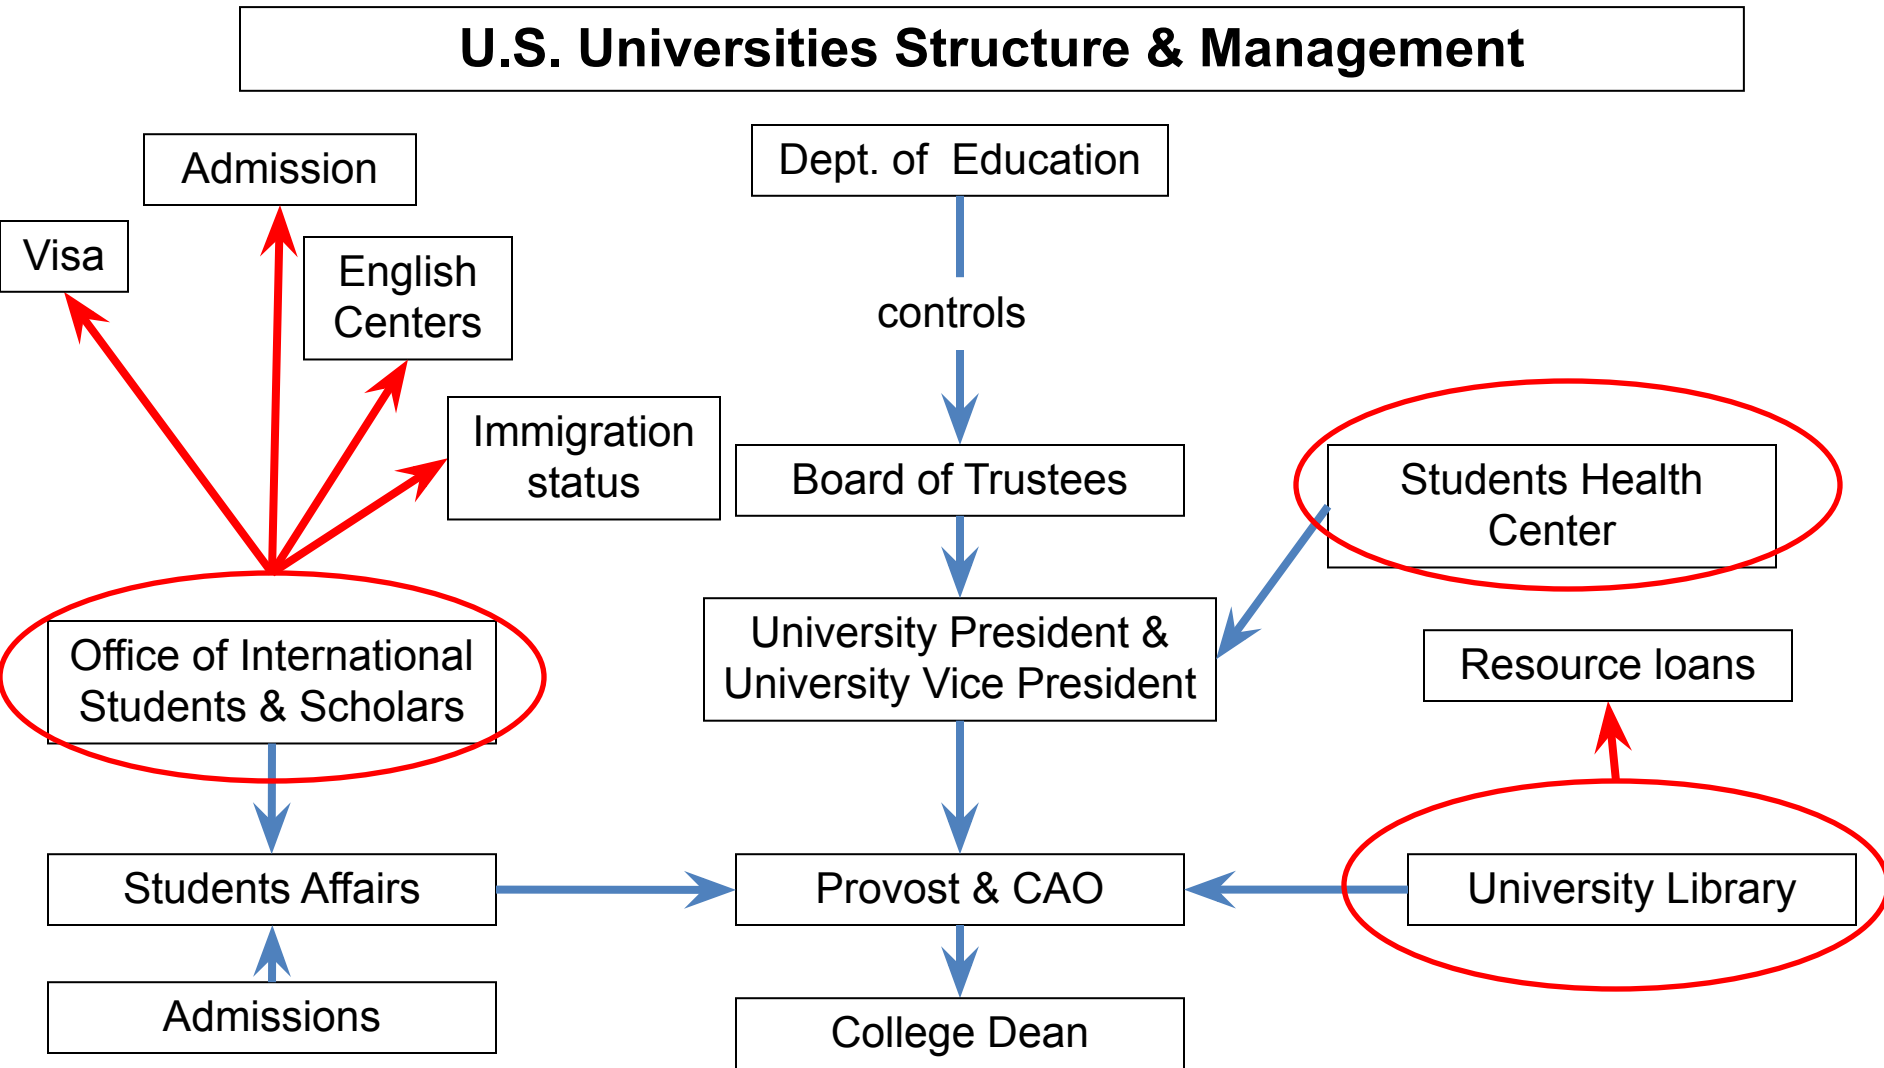 U.S. Universities Structure & Management
Admission
Dept. of  Education
Visa
English
Centers
controls
Immigration
status
Board of Trustees
Students Health
Center
University President &
University Vice President
Office of International
Students & Scholars
Resource loans
Students Affairs
Provost & CAO
University Library
Admissions
College Dean